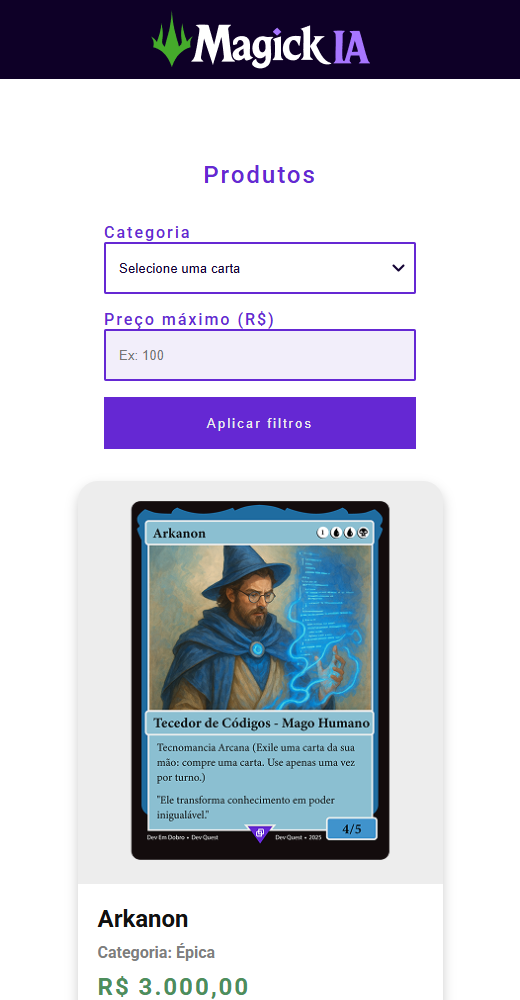 Magick IA
Produtos
Categoria
Selecione uma carta
Preço máximo (R$)
Ex: 100
Aplicar filtros
Arkanon
1
Tecedor de Códigos - Mago Humano
Tecnomancia Arcana (Exile uma carta da sua
mão: compre uma carta. Use apenas uma vez
por turno.)
"Ele transforma conhecimento em poder
inigualável."
4/5
Dev Em Dobro • Dev Quest
Dev Quest • 2025
Arkanon
Categoria: Épica
R$ 3.000,00